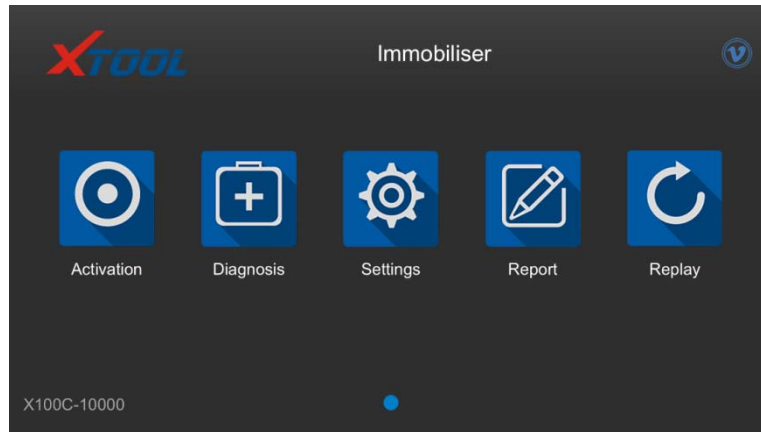 XTOOL
Immobiliser
V
Activation
Diagnosis
Settings
Report
Replay
X100C-10000